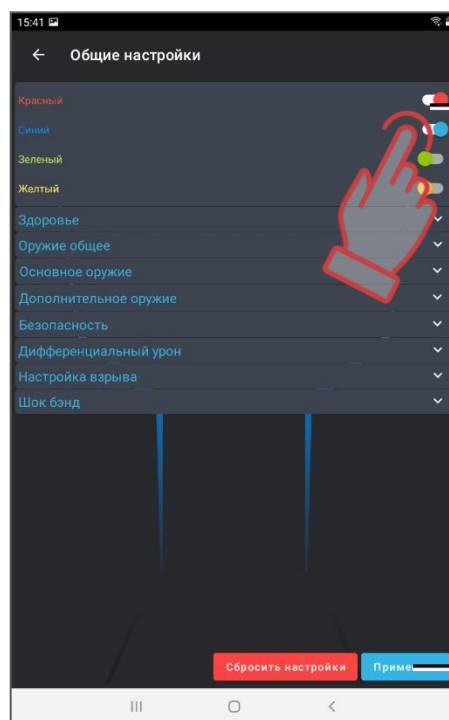 15:41
Общие настройки
Красный
Синий
Зеленый
Желтый
Здоровье
Оружие общее
Основное оружие
Дополнительное оружие
Безопасность
Дифференциальный урон
Настройка взрыва
Шок бэнд
Сбросить настройки